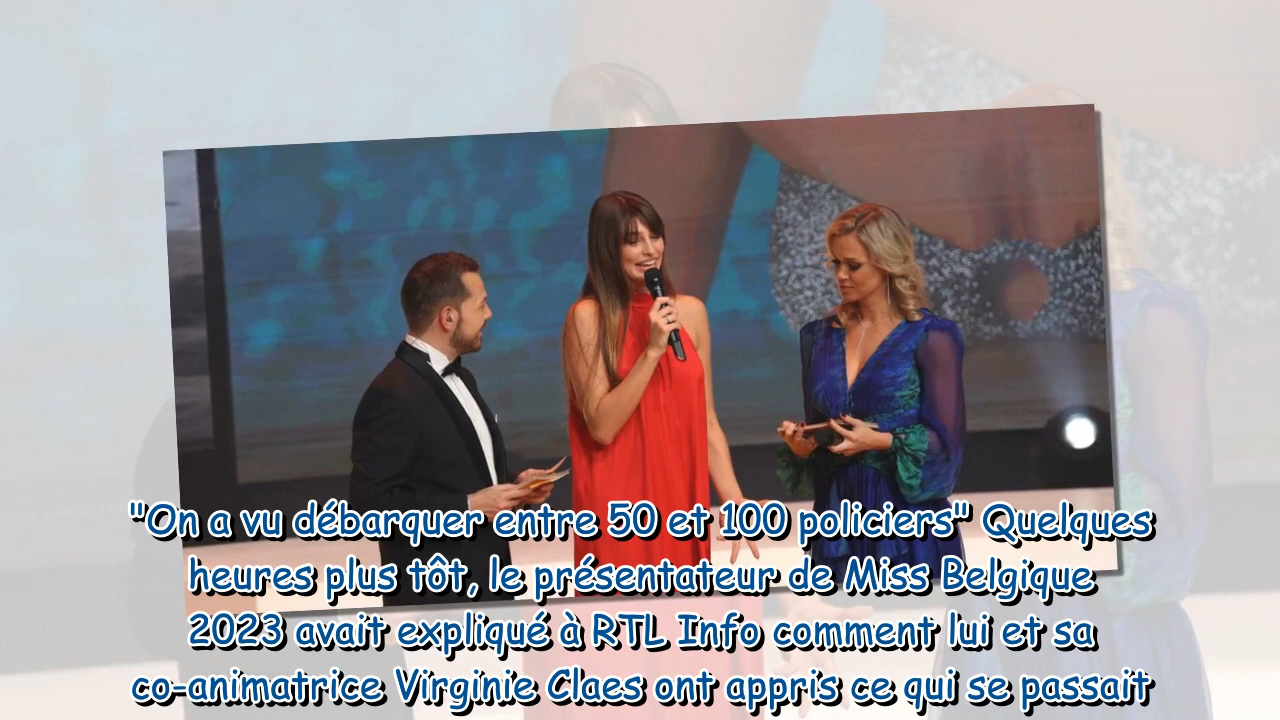 "On a vu débarquer entre 50 et 100 policiers" Quelques
heures plus tôt, le présentateur de Miss Belgique
2023 avait expliqué à RTL Info comment lui et sa
co-animatrice Virginie Claes ont appris ce qui se passait